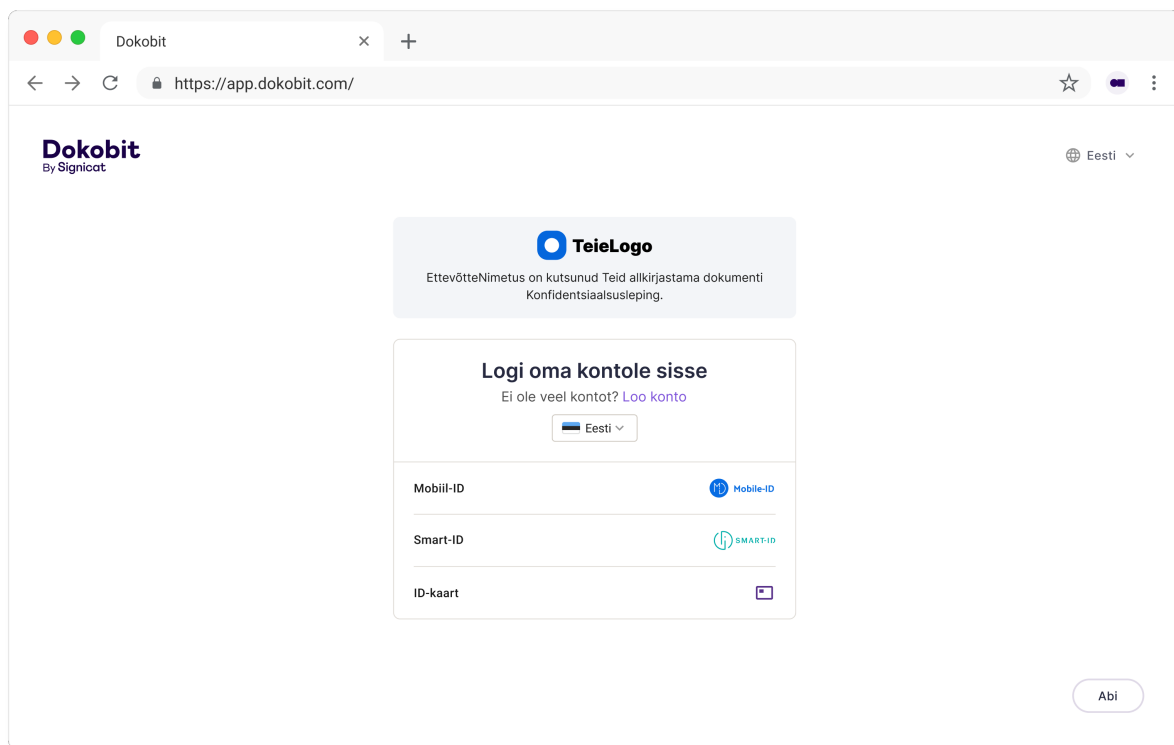 Dokobit
https://app.dokobit.com/
Dokobit
By Signicat
Eesti
TeieLogo
EttevõtteNimetus on kutsunud Teid allkirjastama dokumenti
Konfidentsiaalsusleping.
Logi oma kontole sisse
Ei ole veel kontot? Loo konto
Eesti
Mobiil-ID
Mobile-ID
Smart-ID
SMART-ID
ID-kaart
Abi